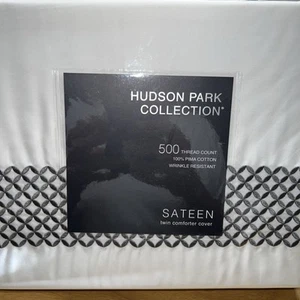 HUDSON PARK
COLLECTION*
500 THREAD COUNT
100% PIMA COTTON
WRINKLE RESISTANT
SATEEN
twin comforter cover